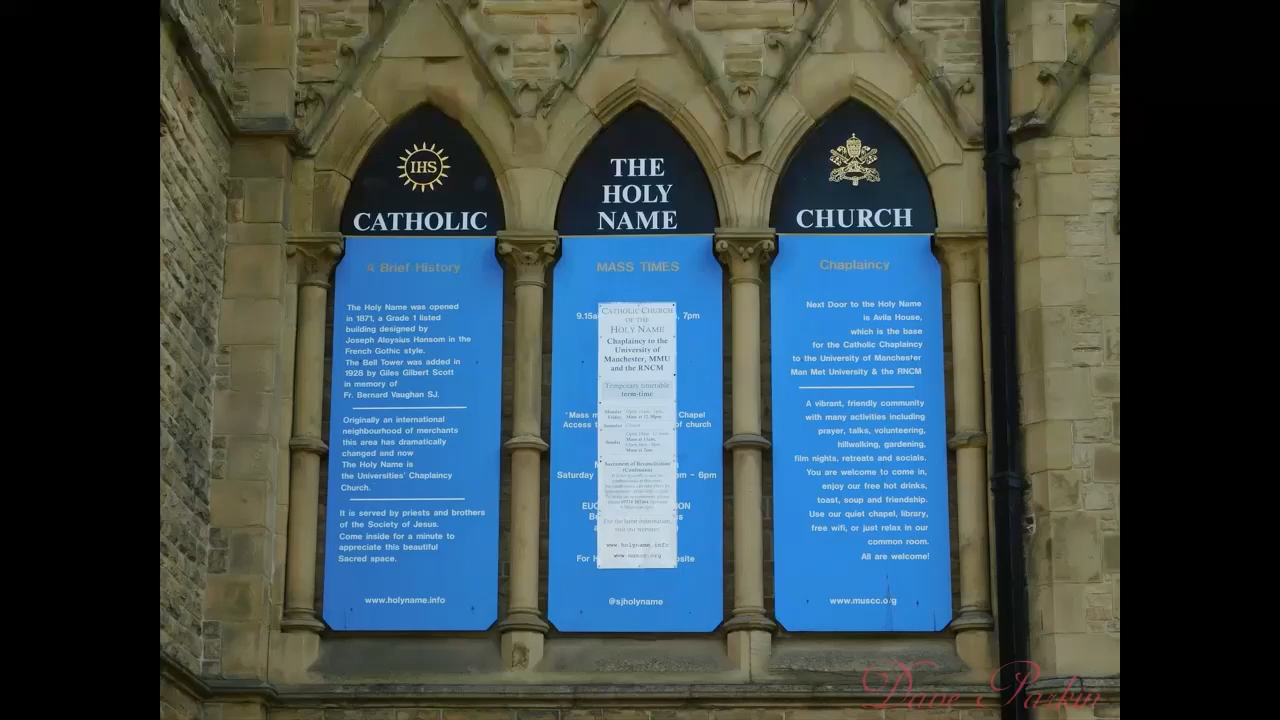 IHS
CATHOLIC
A Brief History
The Holy Name was opened
in 1871, a Grade 1 listed
building designed by
Joseph Aloysius Hansom in the
French Gothic style.
The Bell Tower was added in
1928 by Giles Gilbert Scott
in memory of
Fr. Bernard Vaughan SJ.
Originally an international
neighbourhood of merchants
this area has dramatically
changed and now
The Holy Name is
the Universities' Chaplaincy
Church.
It is served by priests and brothers
of the Society of Jesus.
Come inside for a minute to
appreciate this beautiful
Sacred space.
www.holyname.info
THE
HOLY
NAME
MASS TIMES
7pm
CATHOLIC CHURCH
OF THE
HOLY NAME
Chaplaincy to the
University of
Manchester, MMU
and the RNCM
Temporary timetable
term-time
"Mass
Chapel
Access
of church
Saturday
- 6pm
Sacrament of Reconciliation
(Confession)
www.holyname.info
For
@sjholyname
CHURCH
Chaplaincy
Next Door to the Holy Name
is Avila House,
which is the base
for the Catholic Chaplaincy
to the University of Manchester
Man Met University & the RNCM
A vibrant, friendly community
with many activities including
prayer, talks, volunteering,
hillwalking, gardening,
film nights, retreats and socials.
You are welcome to come in,
enjoy our free hot drinks,
toast, soup and friendship.
Use our quiet chapel, library,
free wifi, or just relax in our
common room.
All are welcome!
www.muscc.org
Dave Parkin